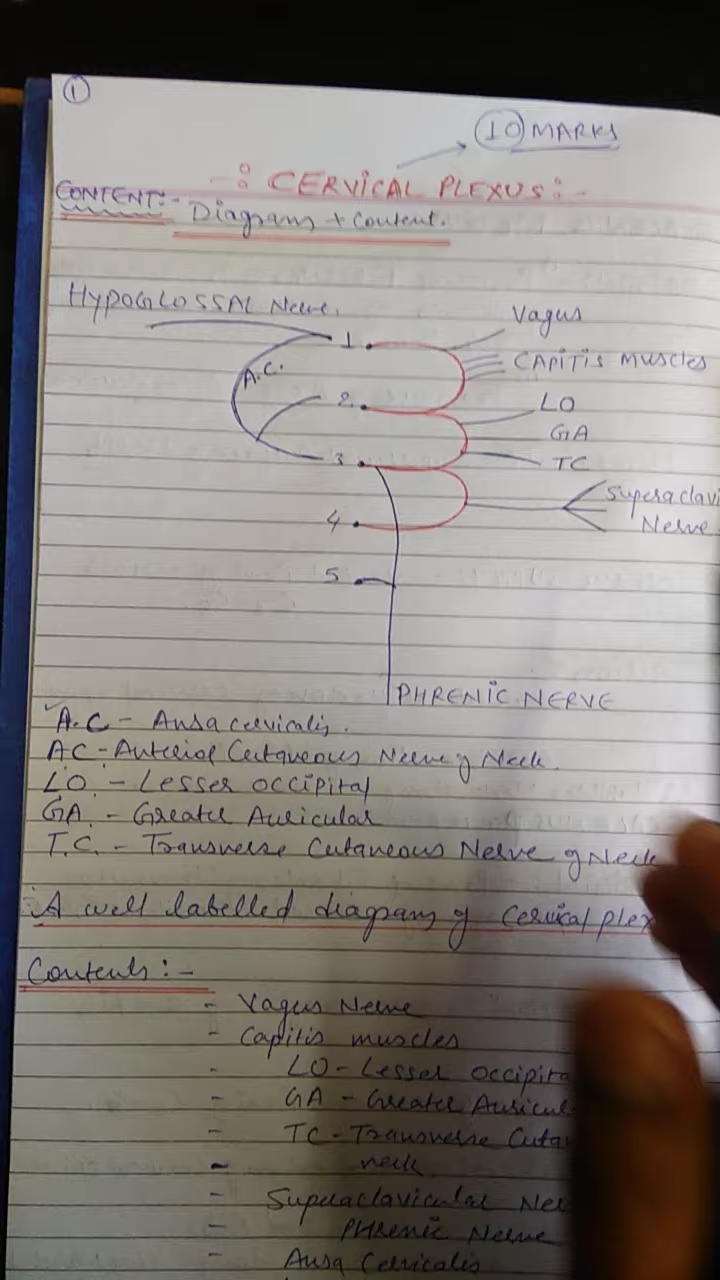 1
10 MARKS
-: CERVICAL PLEXUS:-
CONTENT:- Diagram + Content.
HYPOGLOSSAL Nerve.
Vagus
1
CAPITIS MUSCLES
A.C.
2
LO
GA
3
TC
Supraclavi
4
Nerve
5
PHRENIC NERVE
A.C - Ansa cervicalis.
AC - Anterior Cutaneous Nerve of Neck.
LO. - Lesser occipital
GA - Greater Auricular
T.C. - Transverse Cutaneous Nerve of Neck
A well labelled diagram of Cervical plex
Contents :-
- Vagus Nerve
- Capitis muscles
- LO - Lesser occipita
- GA - Greater Auricul
- TC - Transverse Cuta
- neck
- Supraclavicular Ner
- PHrenic Nerve
- Ansa Cervicalis